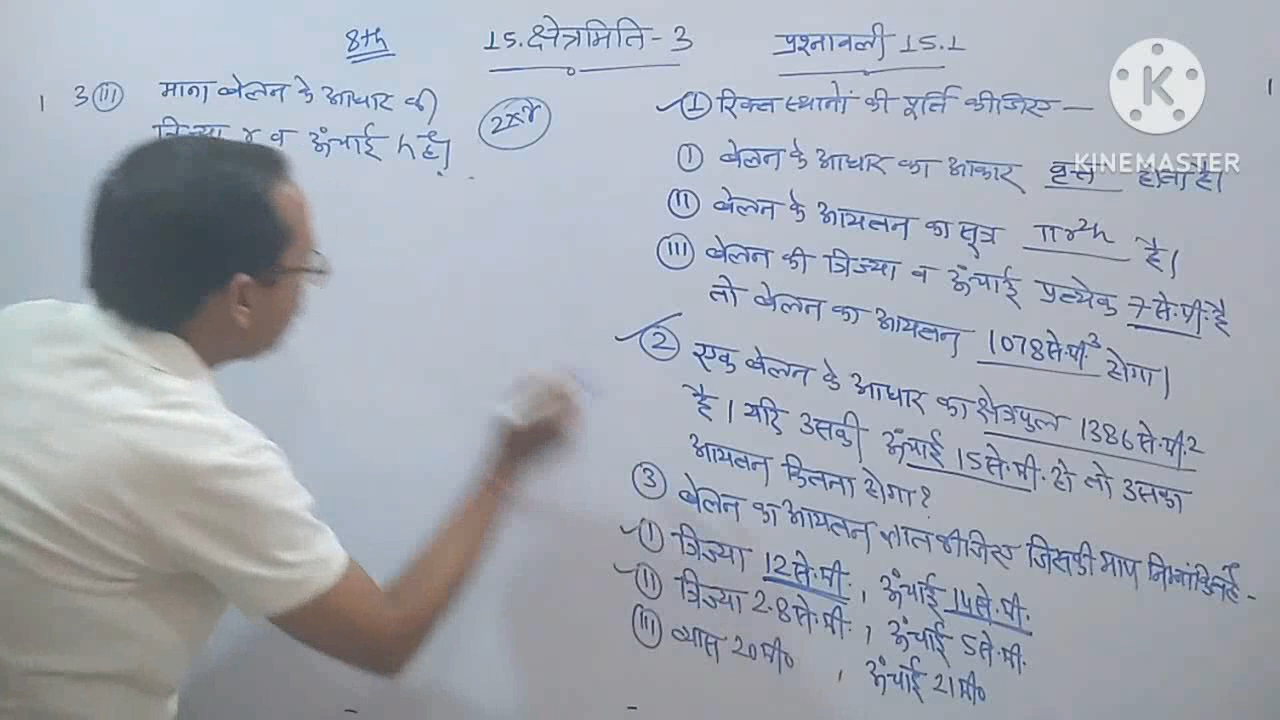 8th 15. क्षेत्रमिति - 3 प्रश्नावली 15.1
1 3 (iii) माना बेलन के आधार की
त्रिज्या r व ऊंचाई h है।
2πr
① रिक्त स्थानों की पूर्ति कीजिए -
(i) बेलन के आधार का आकार वृत्त होता है।
(ii) बेलन के आयतन का सूत्र πr²h है।
(iii) बेलन की त्रिज्या व ऊंचाई प्रत्येक 7 से.मी. है
तो बेलन का आयतन 1078 से.मी.³ होगा।
② एक बेलन के आधार का क्षेत्रफल 1386 से.मी.²
है। यदि उसकी ऊंचाई 15 से.मी. हो तो उसका
आयतन कितना होगा?
③ बेलन का आयतन ज्ञात कीजिए जिसकी माप निम्नांकित है -
(i) त्रिज्या 12 से.मी., ऊंचाई 14 से.मी.
(ii) त्रिज्या 2.8 से.मी., ऊंचाई 5 से.मी.
(iii) व्यास 20 मी०, ऊंचाई 21 मी०
1
K
KINEMASTER